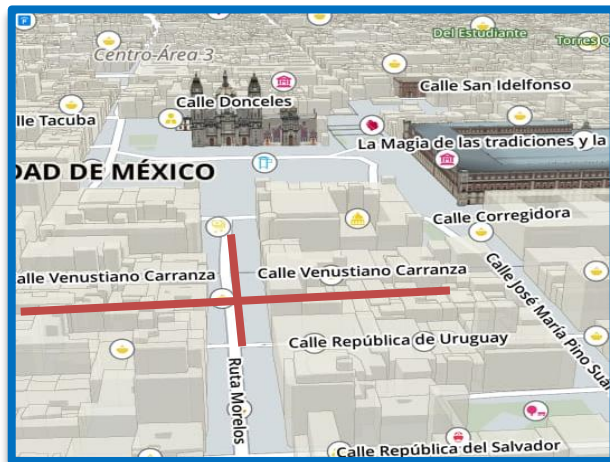 Del Estudiante
Torres Q
Centro-Área 3
Calle San Idelfonso
Calle Donceles
lle Tacuba
La Magia de las tradiciones y la
DAD DE MÉXICO
Calle Corregidora
alle Venustiano Carranza
Calle Venustiano Carranza
Calle José María Pino Suar
Calle República de Uruguay
Ruta Morelos
Calle República del Salvador